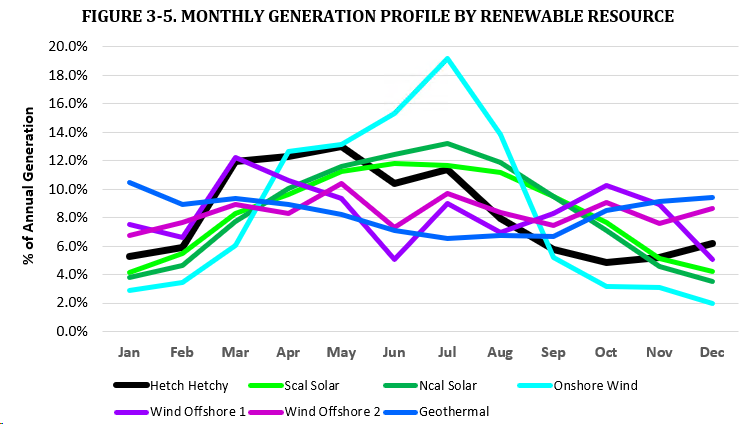 FIGURE 3-5. MONTHLY GENERATION PROFILE BY RENEWABLE RESOURCE
% of Annual Generation
20.0%
18.0%
16.0%
14.0%
12.0%
10.0%
8.0%
6.0%
4.0%
2.0%
0.0%
Jan Feb Mar Apr May Jun Jul Aug Sep Oct Nov Dec
Hetch Hetchy Scal Solar Ncal Solar Onshore Wind
Wind Offshore 1 Wind Offshore 2 Geothermal